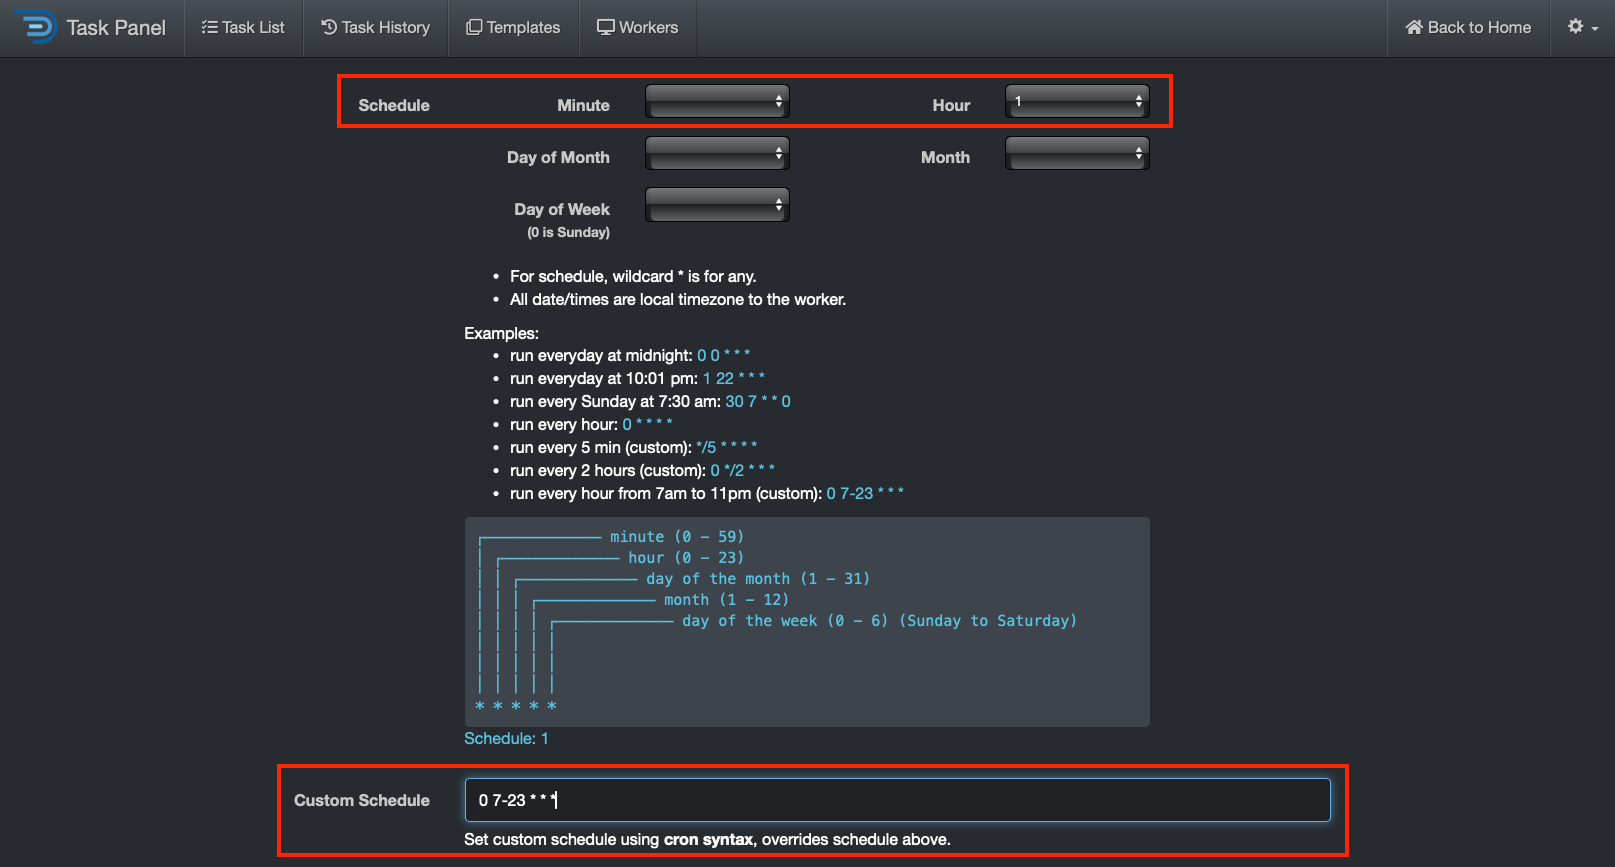 Task Panel Task List Task History Templates Workers Back to Home
Schedule Minute Hour 1
Day of Month Month
Day of Week
(0 is Sunday)
• For schedule, wildcard * is for any.
• All date/times are local timezone to the worker.
Examples:
• run everyday at midnight: 0 0 * * *
• run everyday at 10:01 pm: 1 22 * * *
• run every Sunday at 7:30 am: 30 7 * * 0
• run every hour: 0 * * * *
• run every 5 min (custom): */5 * * * *
• run every 2 hours (custom): 0 */2 * * *
• run every hour from 7am to 11pm (custom): 0 7-23 * * *
minute (0 - 59)
hour (0 - 23)
day of the month (1 - 31)
month (1 - 12)
day of the week (0 - 6) (Sunday to Saturday)
* * * * *
Schedule: 1
Custom Schedule 0 7-23 * * *
Set custom schedule using cron syntax, overrides schedule above.